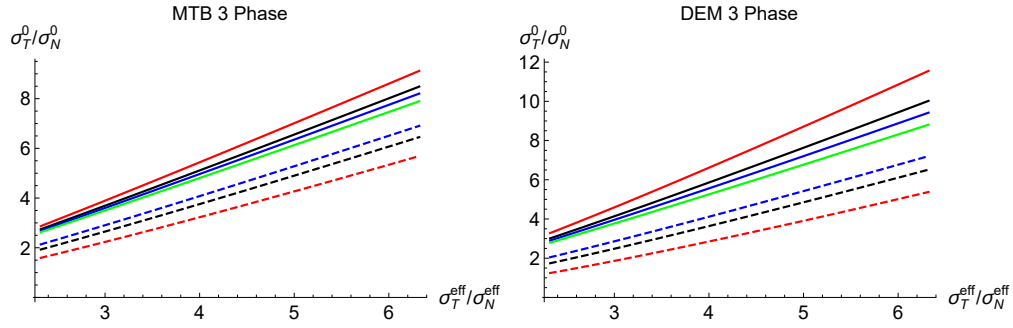 MTB 3 Phase
σ_T^0/σ_N^0
8
6
4
2
3 4 5 6
σ_T^eff/σ_N^eff
DEM 3 Phase
σ_T^0/σ_N^0
12
10
8
6
4
2
3 4 5 6
σ_T^eff/σ_N^eff